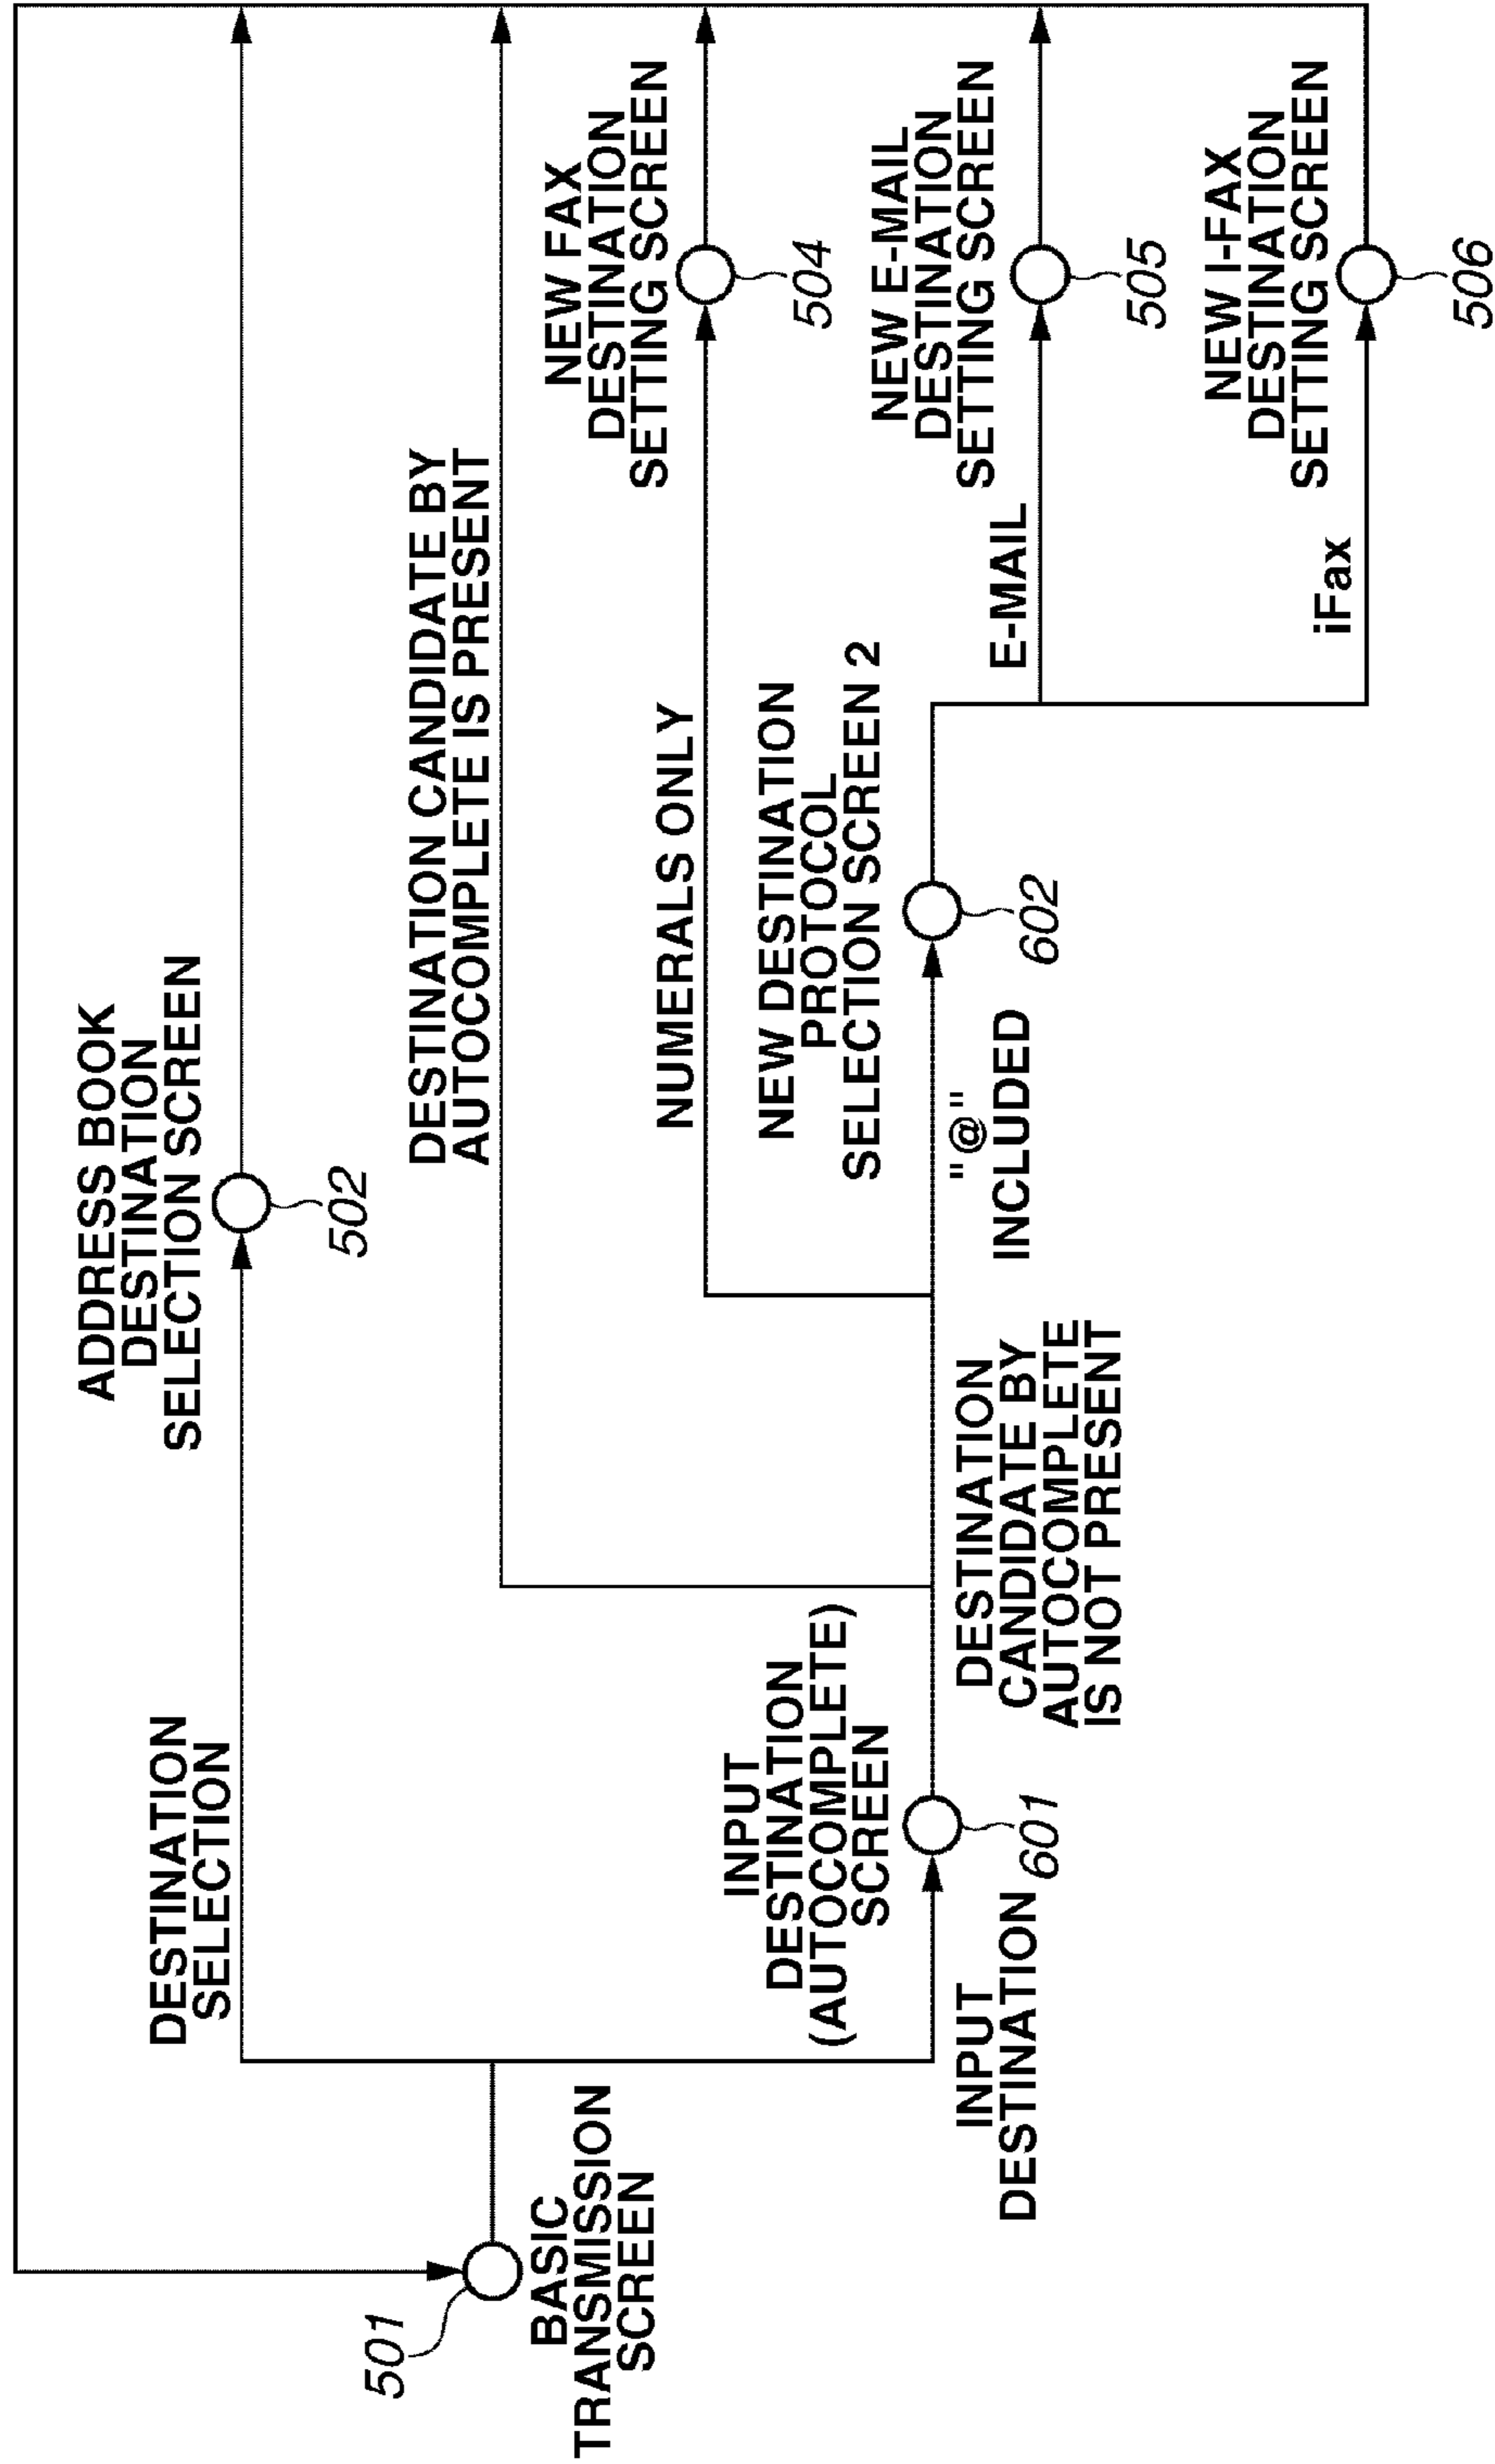 501
BASIC
TRANSMISSION
SCREEN
DESTINATION
SELECTION
ADDRESS BOOK
DESTINATION
SELECTION SCREEN
502
INPUT
DESTINATION
INPUT
DESTINATION
(AUTOCOMPLETE)
SCREEN
601
DESTINATION CANDIDATE BY
AUTOCOMPLETE IS PRESENT
DESTINATION
CANDIDATE BY
AUTOCOMPLETE
IS NOT PRESENT
NUMERALS ONLY
"@"
INCLUDED
NEW DESTINATION
PROTOCOL
SELECTION SCREEN 2
602
NEW FAX
DESTINATION
SETTING SCREEN
504
E-MAIL
NEW E-MAIL
DESTINATION
SETTING SCREEN
505
iFax
NEW I-FAX
DESTINATION
SETTING SCREEN
506